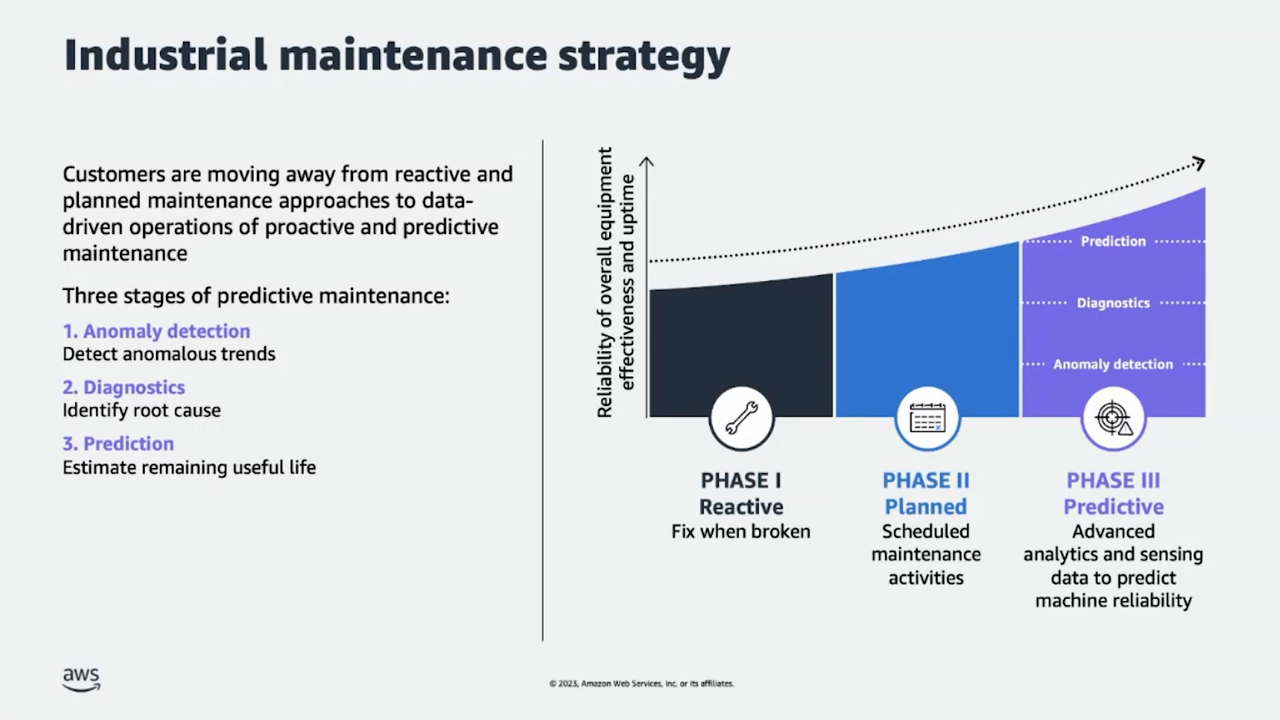 Industrial maintenance strategy
Customers are moving away from reactive and
planned maintenance approaches to data-
driven operations of proactive and predictive
maintenance
Three stages of predictive maintenance:
1. Anomaly detection
Detect anomalous trends
2. Diagnostics
Identify root cause
3. Prediction
Estimate remaining useful life
Reliability of overall equipment
effectiveness and uptime
Prediction
Diagnostics
Anomaly detection
PHASE I
Reactive
Fix when broken
PHASE II
Planned
Scheduled
maintenance
activities
PHASE III
Predictive
Advanced
analytics and sensing
data to predict
machine reliability
aws
© 2023, Amazon Web Services, Inc. or its affiliates.